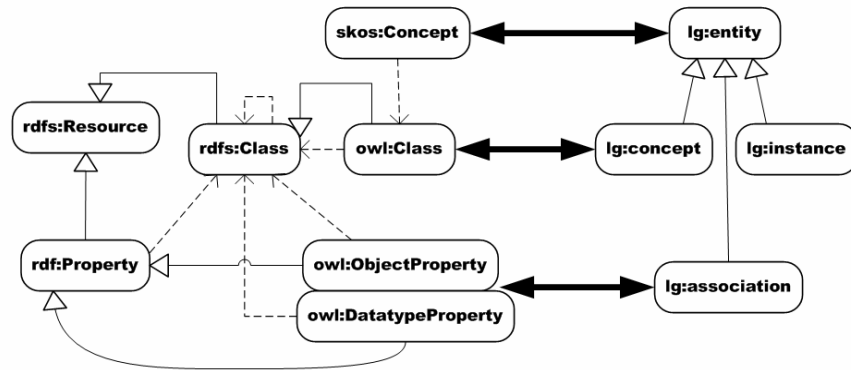 skos:Concept
lg:entity
rdfs:Resource
rdfs:Class
owl:Class
lg:concept
lg:instance
rdf:Property
owl:ObjectProperty
lg:association
owl:DatatypeProperty